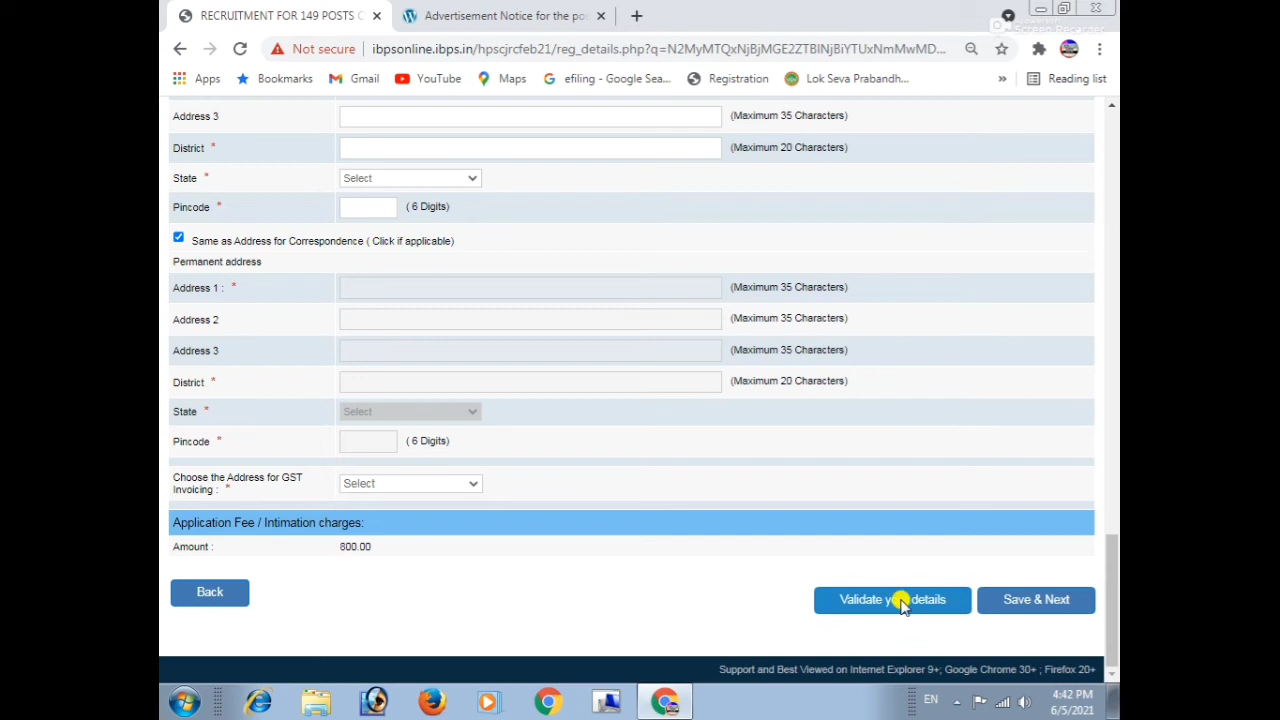 RECRUITMENT FOR 149 POSTS C
Advertisement Notice for the po
Screen Recorder
Not secure
ibpsonline.ibps.in/hpscjrcfeb21/reg_details.php?q=N2MyMTQxNjBjMGE2ZTBlNjBiYTUxNmMwMD...
Apps
Bookmarks
Gmail
YouTube
Maps
efiling - Google Sea...
Registration
Lok Seva Prabandh...
»
Reading list
Address 3
(Maximum 35 Characters)
District *
(Maximum 20 Characters)
State *
Select
Pincode *
( 6 Digits)
Same as Address for Correspondence ( Click if applicable)
Permanent address
Address 1 : *
(Maximum 35 Characters)
Address 2
(Maximum 35 Characters)
Address 3
(Maximum 35 Characters)
District *
(Maximum 20 Characters)
State *
Select
Pincode *
( 6 Digits)
Choose the Address for GST
Invoicing : *
Select
Application Fee / Intimation charges:
Amount :
800.00
Back
Validate y details
Save & Next
Support and Best Viewed on Internet Explorer 9+; Google Chrome 30+ ; Firefox 20+
EN
4:42 PM
6/5/2021